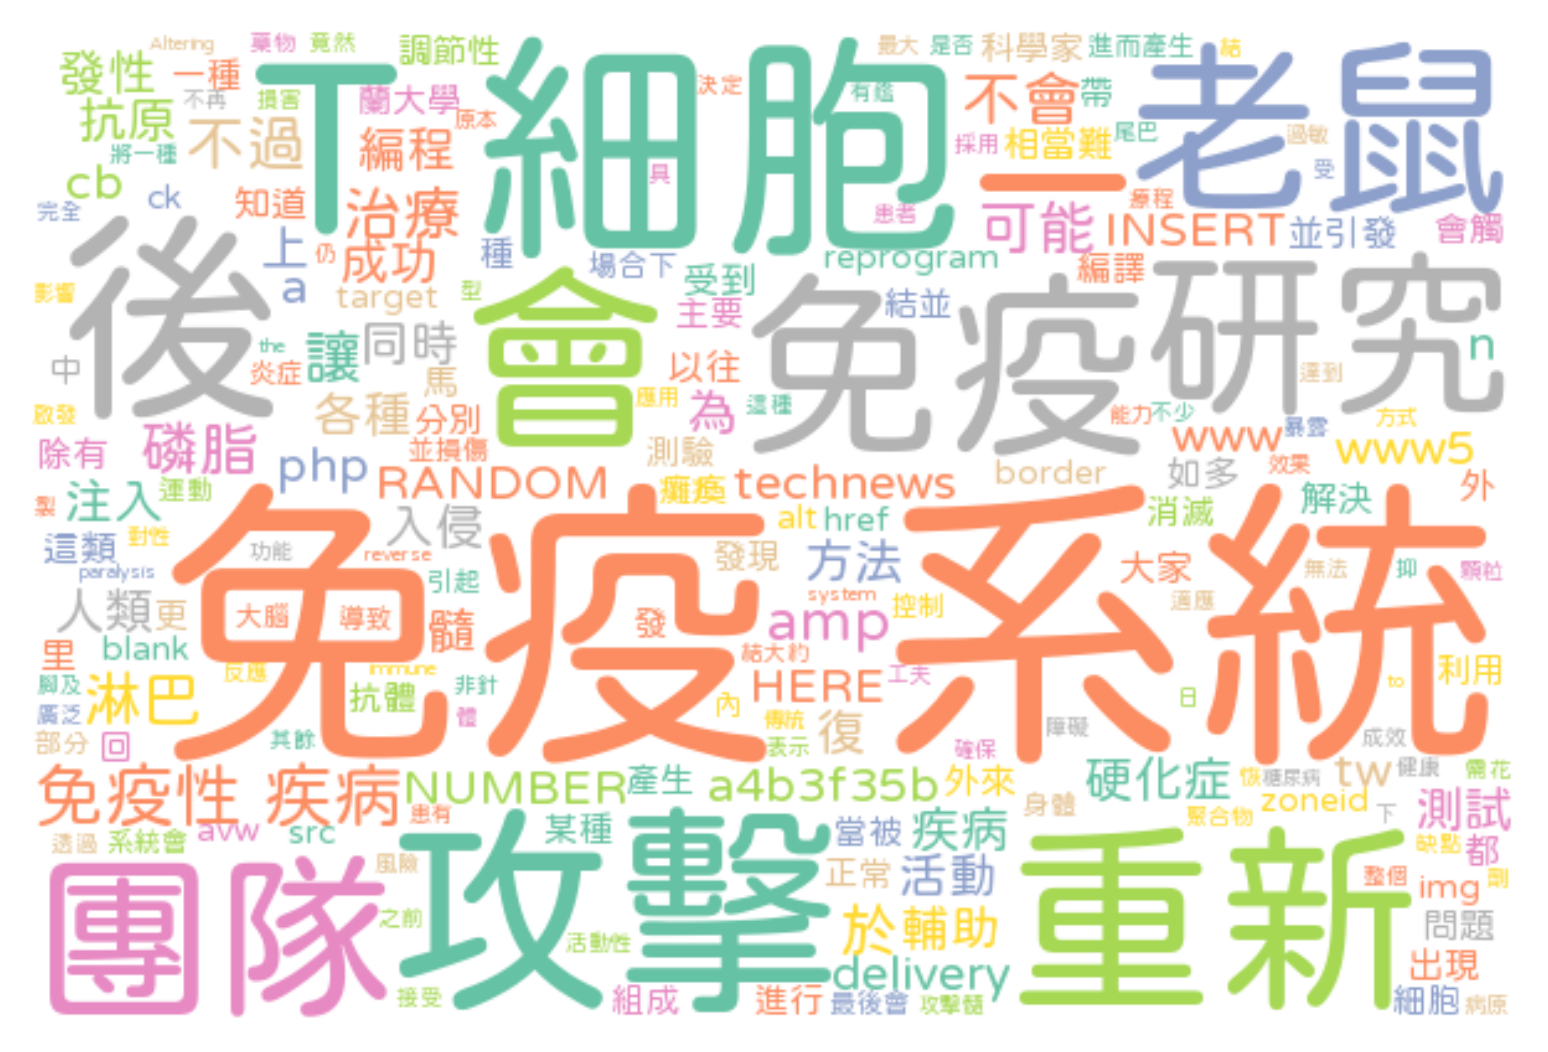 Altering
藥物
竟然
調節性
最大
是否
科學家
進而產生
結
發性
一種
T細胞
決定
有鑑
不會
帶
老鼠
抗原
不再
損害
蘭大學
原本
不過
將一種
編程
採用
相當難
尾巴
過敏
受
具
cb
ck
知道
治療
一
療程
完全
患者
可能
INSERT
並引發
會觸
上
仍
成功
種
場合下
受到
reprogram
編譯
後
影響
a
target
型
會
主要
免疫
結並
研究
n
中
the
炎症
讓
同時
馬
以往
達到
啟發
各種
分別
應用
為
這種
能力
不少
方式
除有
磷脂
並損傷
測驗
www
暴露
www5
php
RANDOM
癱瘓
technews
border
如多
效果
外
製
注入
運動
入侵
alt
href
消滅
解決
這類
對性
功能
reverse
免疫系統
發現
方法
大家
無法
抑
顆粒
paralysis
引起
人類
更
大腦
導致
髓
發
system
控制
適應
amp
里
blank
反應
immune
結大約
HERE
工夫
to
利用
腳及
淋巴
抗體
非針
體
內
日
廣泛
傳統
部分
回
其餘
表示
復
確保
障礙
成效
免疫性
疾病
NUMBER
產生
a4b3f35b
外來
硬化症
恢
糖尿病
tw
健康
需花
患有
身體
zoneid
聚合物
下
測試
透過
系統會
avw
src
攻擊
某種
當被
疾病
重新
缺點
都
團隊
風險
正常
活動
整個
img
剛
之前
活動性
於
輔助
問題
delivery
出現
接受
組成
進行
最後會
攻擊髓
細胞
病原